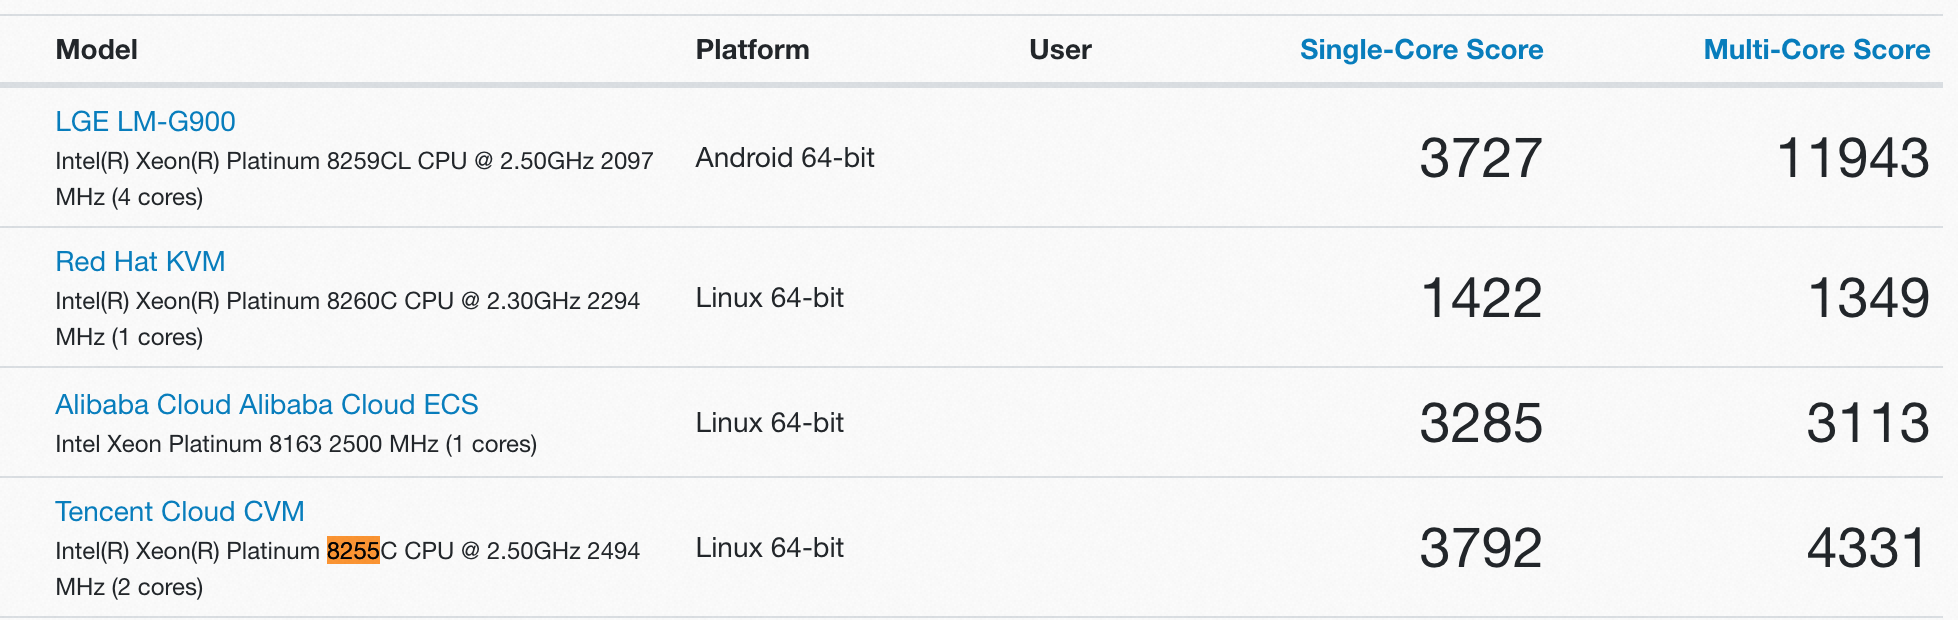 Model Platform User Single-Core Score Multi-Core Score
LGE LM-G900
Intel(R) Xeon(R) Platinum 8259CL CPU @ 2.50GHz 2097
MHz (4 cores)
Android 64-bit 3727 11943
Red Hat KVM
Intel(R) Xeon(R) Platinum 8260C CPU @ 2.30GHz 2294
MHz (1 cores)
Linux 64-bit 1422 1349
Alibaba Cloud Alibaba Cloud ECS
Intel Xeon Platinum 8163 2500 MHz (1 cores)
Linux 64-bit 3285 3113
Tencent Cloud CVM
Intel(R) Xeon(R) Platinum 8255C CPU @ 2.50GHz 2494
MHz (2 cores)
Linux 64-bit 3792 4331